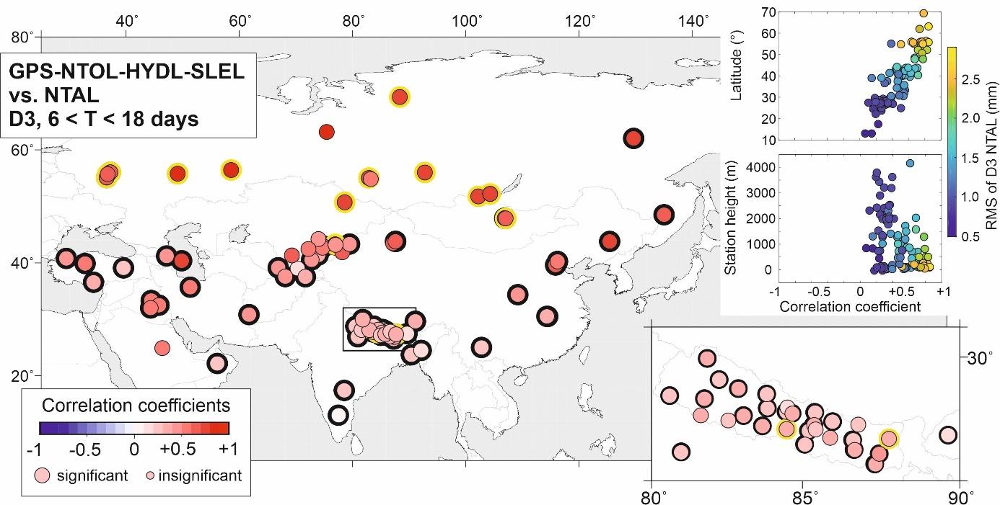 40° 60° 80° 100° 120° 140°
80°
60°
40°
20°
GPS-NTOL-HYDL-SLEL
vs. NTAL
D3, 6 < T < 18 days
Correlation coefficients
-1 -0.5 0 +0.5 +1
significant insignificant
Latitude (°)
70
60
50
40
30
20
10
Station height (m)
4000
3000
2000
1000
0
-1 -0.5 0 +0.5 +1
Correlation coefficient
2.5
2.0
1.5
1.0
0.5
RMS of D3 NTAL (mm)
30°
80° 85° 90°